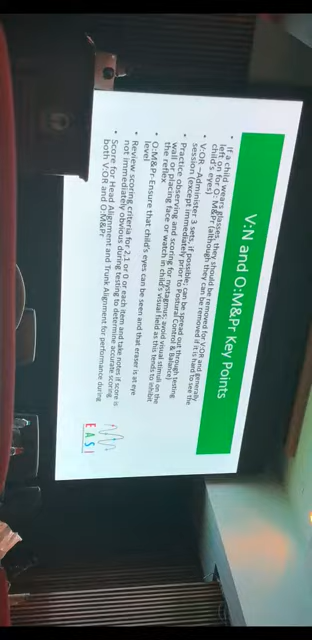 V:N and O:M&Pr Key Points
• If a child wears glasses, they should be removed for V:OR and generally
left on for O: M&Pr (although they can be removed if it is hard to see the
child's eyes)
• V:OR –Administer 3 sets, if possible; can be spread out through testing
session (except immediately prior to Postural Control & Balance)
• Practice observing and scoring for nystagmus; avoid visual stimuli on the
wall or placing face or watch in child's visual field as this tends to inhibit
the reflex
• O:M&Pr-Ensure that child's eyes can be seen and that eraser is at eye
level
• Review scoring criteria for 2,1 or 0 or each item and take notes if score is
not immediately obvious during testing to determine accurate scoring
• Score for Head Alignment and Trunk Alignment for performance during
both V:OR and O:M&Pr
EASI